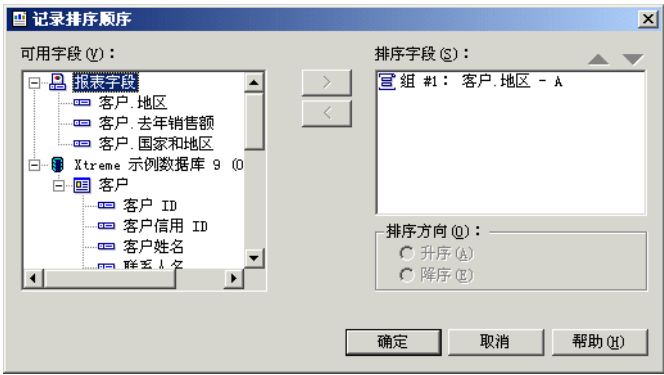 记录排序顺序
可用字段(V)：
排序字段(S)：
报表字段
客户.地区
客户.去年销售额
客户.国家和地区
Xtreme 示例数据库 9 (O
客户
客户 ID
客户信用 ID
客户姓名
联系人名
>
<
组 #1： 客户.地区 - A
排序方向(O)：
升序(A)
降序(E)
确定
取消
帮助(H)